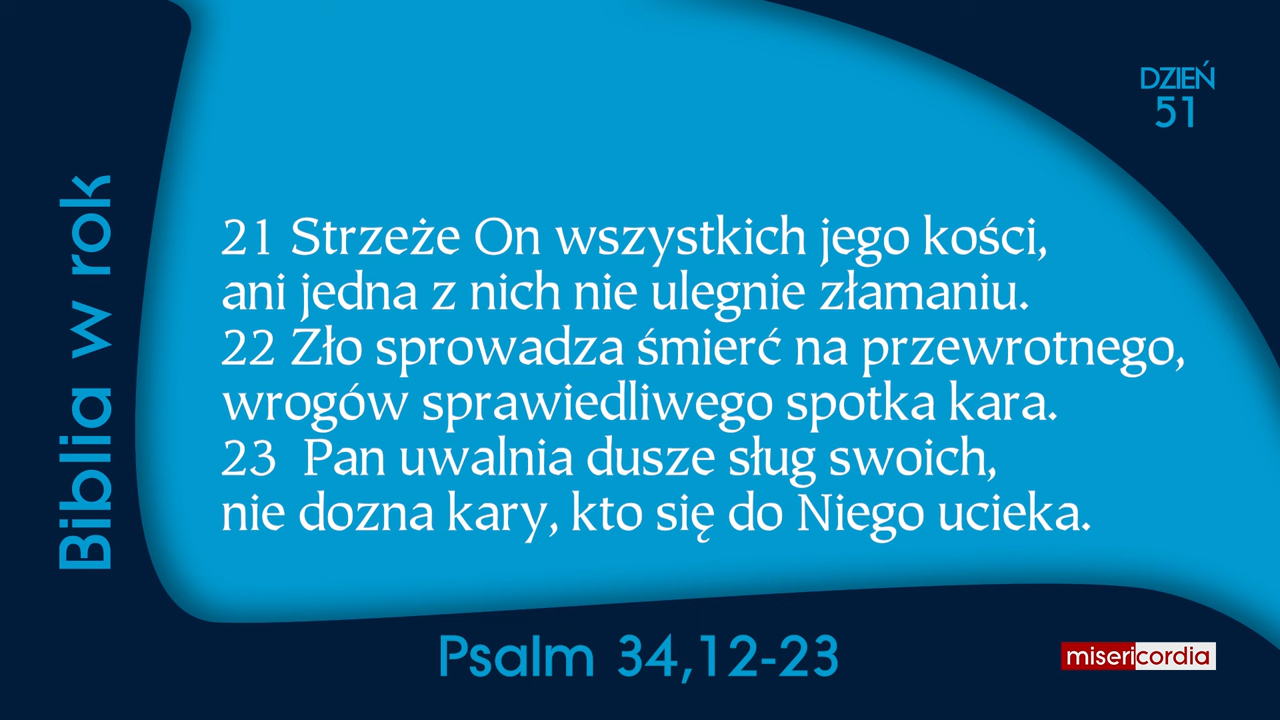 DZIEŃ
51
Biblia w rok
21 Strzeże On wszystkich jego kości,
ani jedna z nich nie ulegnie złamaniu.
22 Zło sprowadza śmierć na przewrotnego,
wrogów sprawiedliwego spotka kara.
23 Pan uwalnia dusze sług swoich,
nie dozna kary, kto się do Niego ucieka.
Psalm 34,12-23
misericordia